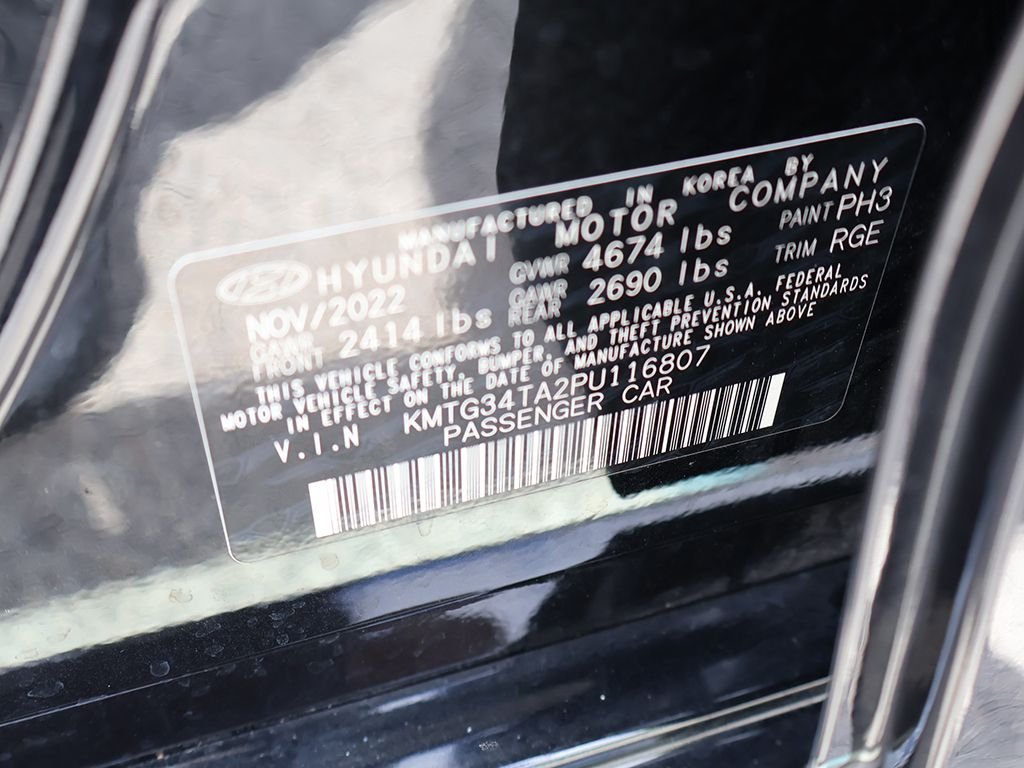 MANUFACTURED IN KOREA BY
HYUNDAI MOTOR COMPANY
NOV/2022 GVWR 4674 lbs PAINT PH3
GAWR FRONT 2414 lbs GAWR REAR 2690 lbs TRIM RGE
THIS VEHICLE CONFORMS TO ALL APPLICABLE U.S.A. FEDERAL
MOTOR VEHICLE SAFETY, BUMPER, AND THEFT PREVENTION STANDARDS
IN EFFECT ON THE DATE OF MANUFACTURE SHOWN ABOVE
V.I.N KMTG34TA2PU116807
PASSENGER CAR